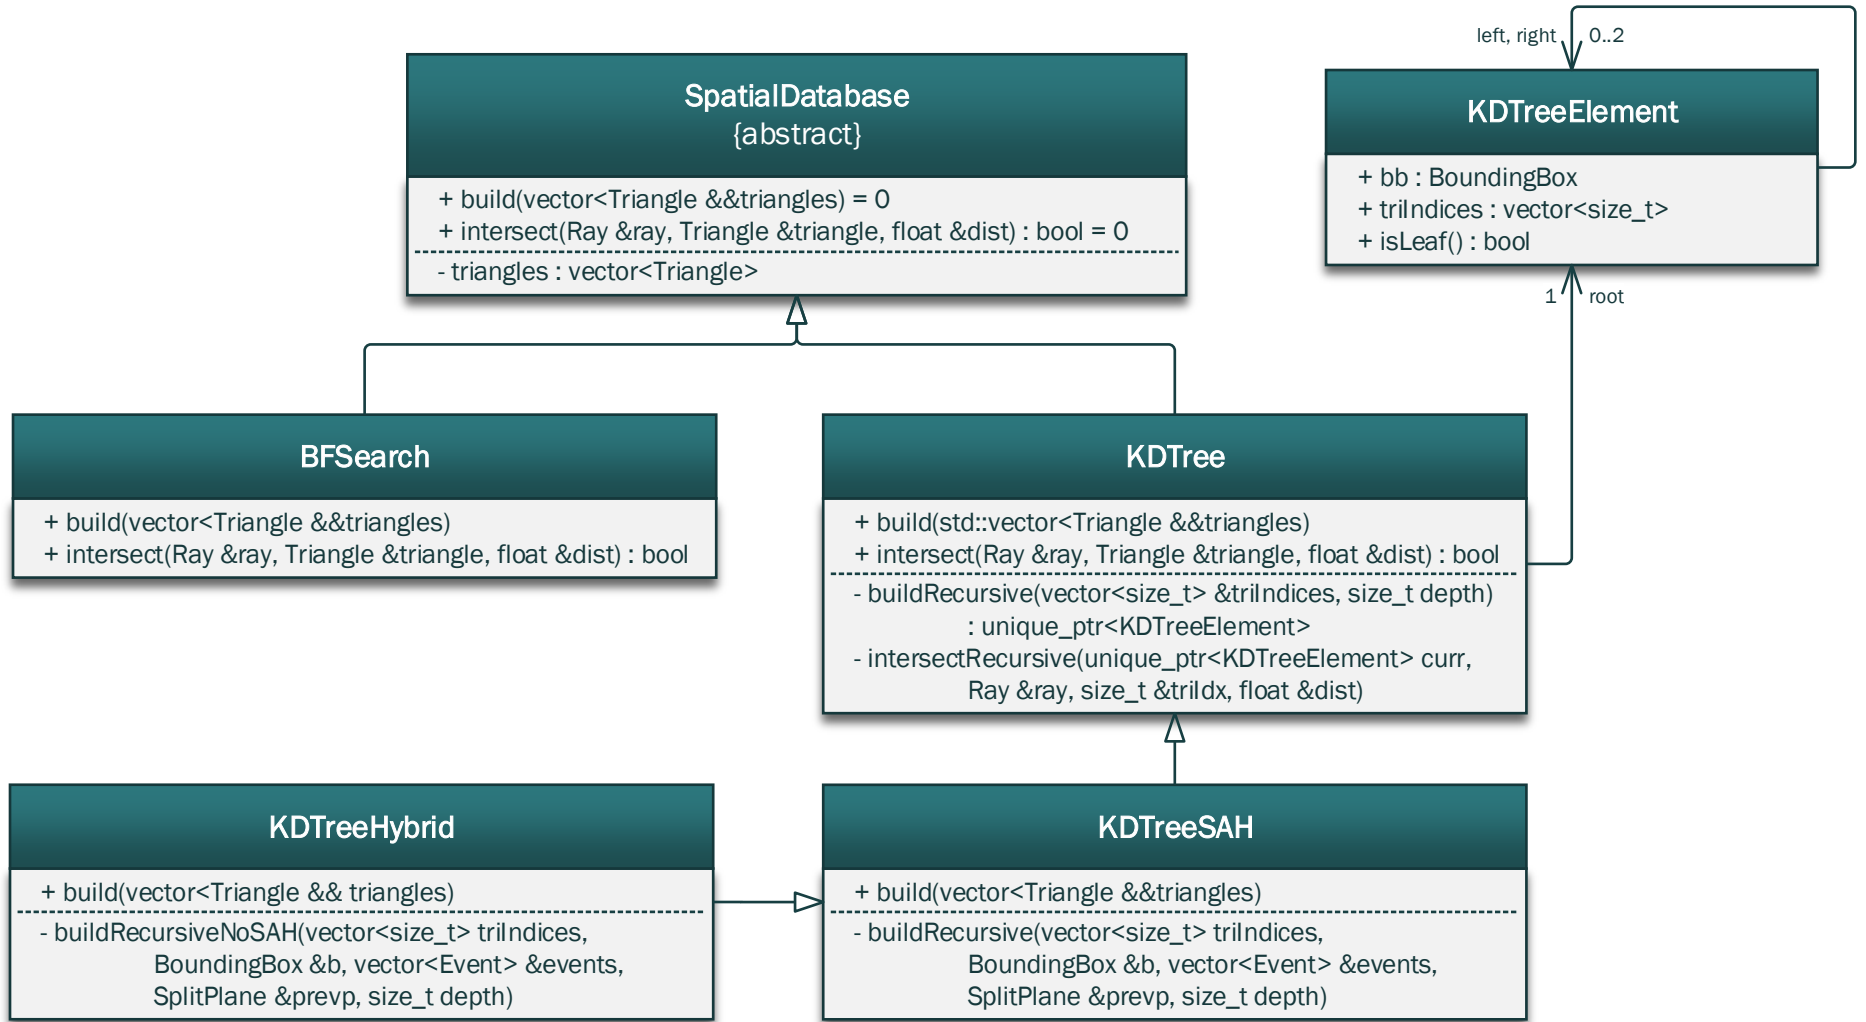 left, right
0..2
SpatialDatabase
{abstract}
+ build(vector<Triangle &&triangles) = 0
+ intersect(Ray &ray, Triangle &triangle, float &dist) : bool = 0
- triangles : vector<Triangle>
KDTreeElement
+ bb : BoundingBox
+ triIndices : vector<size_t>
+ isLeaf() : bool
1
root
BFSearch
+ build(vector<Triangle &&triangles)
+ intersect(Ray &ray, Triangle &triangle, float &dist) : bool
KDTree
+ build(std::vector<Triangle &&triangles)
+ intersect(Ray &ray, Triangle &triangle, float &dist) : bool
- buildRecursive(vector<size_t> &triIndices, size_t depth)
: unique_ptr<KDTreeElement>
- intersectRecursive(unique_ptr<KDTreeElement> curr,
Ray &ray, size_t &triIdx, float &dist)
KDTreeHybrid
+ build(vector<Triangle && triangles)
- buildRecursiveNoSAH(vector<size_t> triIndices,
BoundingBox &b, vector<Event> &events,
SplitPlane &prevp, size_t depth)
KDTreeSAH
+ build(vector<Triangle &&triangles)
- buildRecursive(vector<size_t> triIndices,
BoundingBox &b, vector<Event> &events,
SplitPlane &prevp, size_t depth)